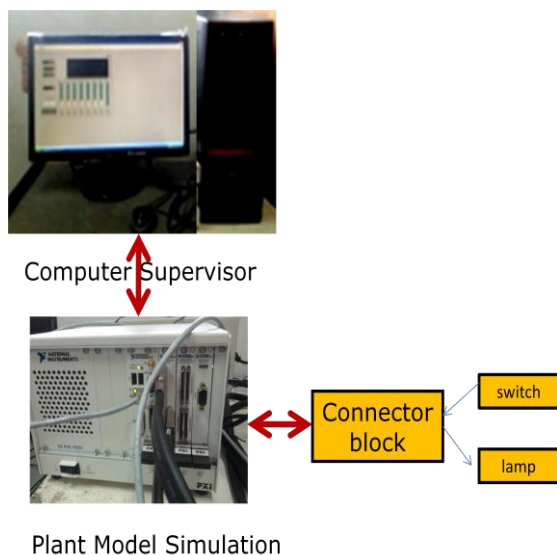 Computer Supervisor
NATIONAL
INSTRUMENTS
PXI
Connector
block
switch
lamp
Plant Model Simulation